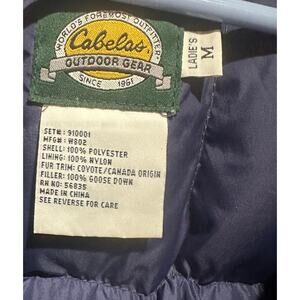 WORLD'S FOREMOST OUTFITTER
Cabela's
OUTDOOR GEAR
SINCE 1961
LADIE'S
M
SET#: 910001
MFG#: W802
SHELL: 100% POLYESTER
LINING: 100% NYLON
FUR TRIM: COYOTE/CANADA ORIGIN
FILLER: 100% GOOSE DOWN
RN NO: 56835
MADE IN CHINA
SEE REVERSE FOR CARE